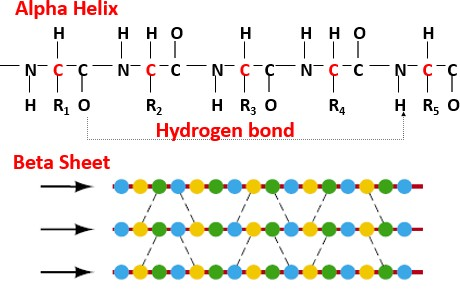 Alpha Helix
H H H O H H H O H
N C C N C C N C C N C C N C C
H R1 O R2 H R3 O R4 H R5 O
Hydrogen bond
Beta Sheet